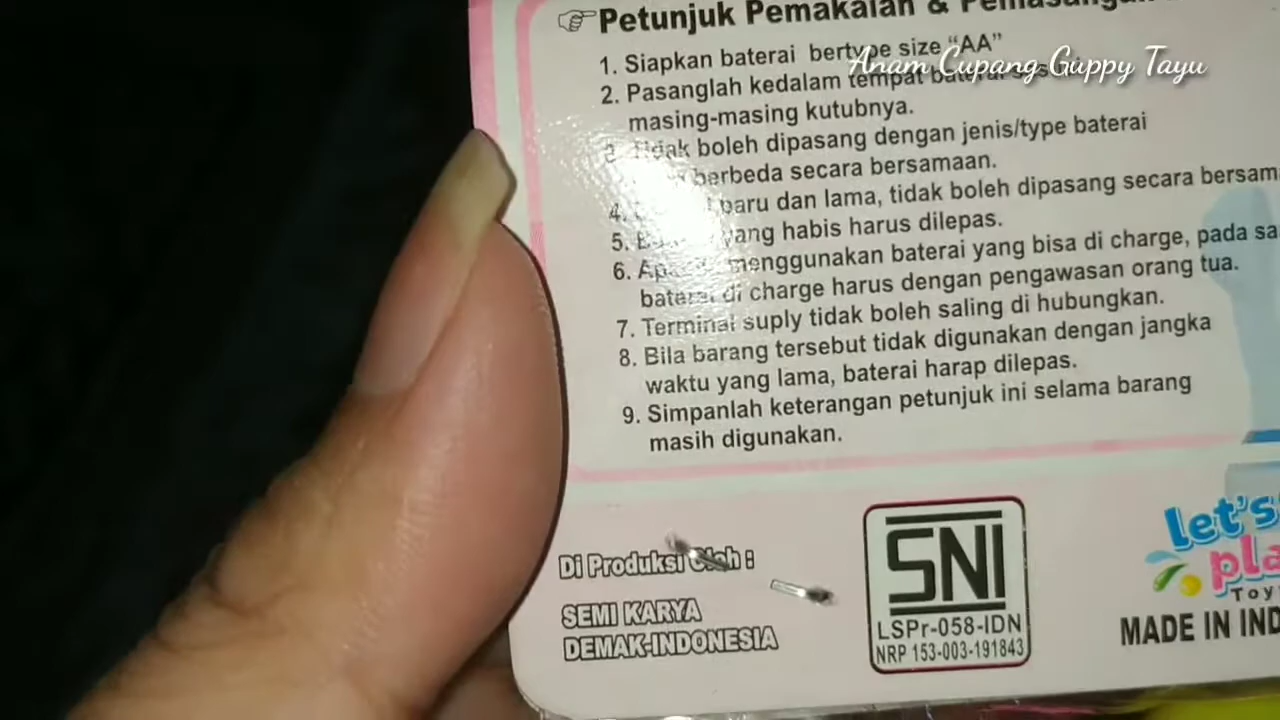 Petunjuk Pemakaian &
Anam Cupang Guppy Tayu
1. Siapkan baterai bertype size "AA"
2. Pasanglah kedalam tempat
masing-masing kutubnya.
boleh dipasang dengan jenis/type baterai
berbeda secara bersamaan.
4. baru dan lama, tidak boleh dipasang secara
5. yang habis harus dilepas.
6. menggunakan baterai yang bisa di charge, pada
baterai di charge harus dengan pengawasan orang tua.
7. Terminal suply tidak boleh saling di hubungkan.
8. Bila barang tersebut tidak digunakan dengan jangka
waktu yang lama, baterai harap dilepas.
9. Simpanlah keterangan petunjuk ini selama barang
masih digunakan.
Di Produksi Oleh :
SEMI KARYA
DEMAK-INDONESIA
SNI
LSPr-058-IDN
NRP 153-003-191843
let's
MADE IN